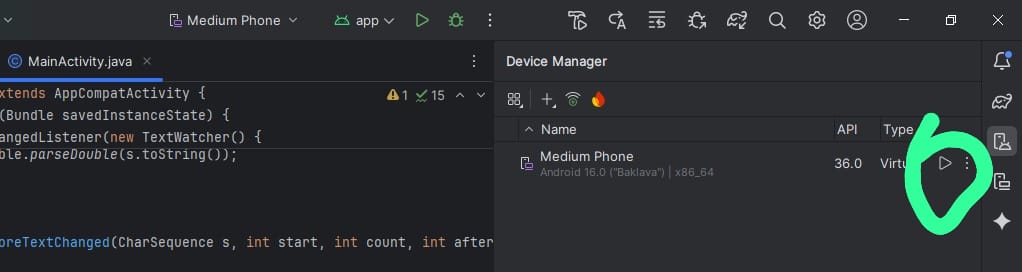 Medium Phone
app
MainActivity.java
Device Manager
extends AppCompatActivity {
1 15
(Bundle savedInstanceState) {
angedListener(new TextWatcher() {
ble.parseDouble(s.toString());
oreTextChanged(CharSequence s, int start, int count, int after
Name API Type
Medium Phone 36.0 Virtu
Android 16.0 ("Baklava") | x86_64